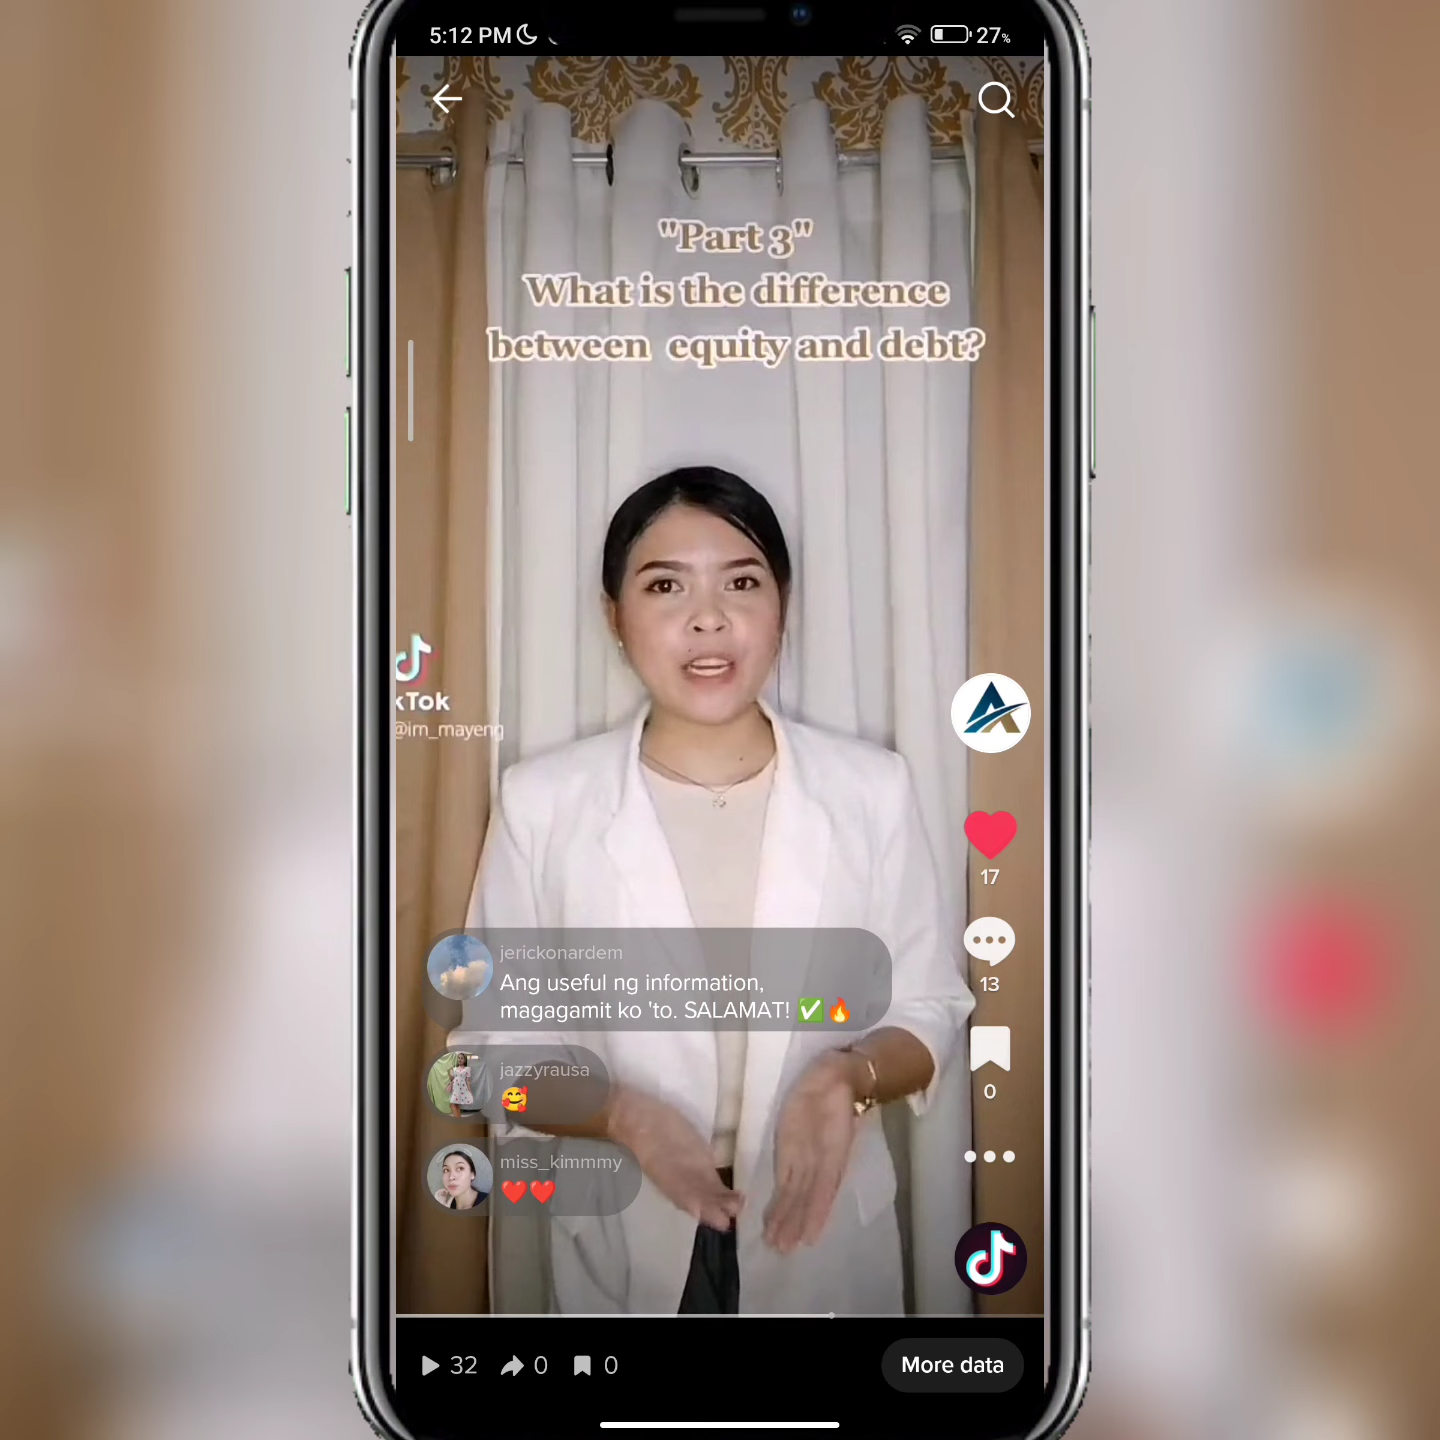 5:12 PM
27%
"Part 3"
What is the difference
between equity and debt?
kTok
@im_mayeng
17
jerickonardem
Ang useful ng information,
magagamit ko 'to. SALAMAT! ✅🔥
13
jazzyrausa
🥰
0
miss_kimmmy
❤️❤️
32
0
0
More data